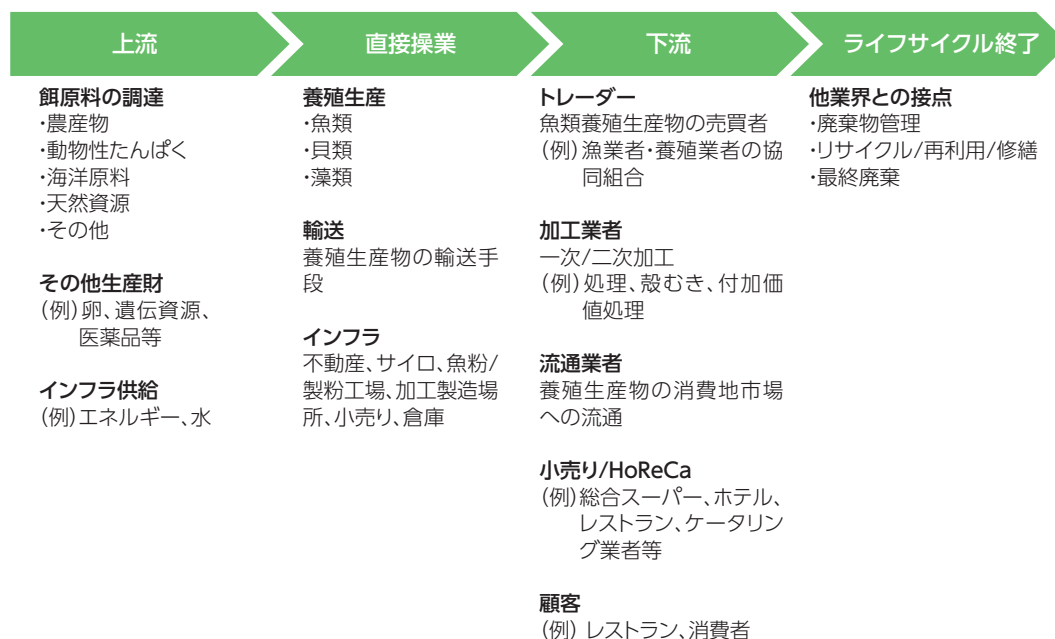 上流
直接操業
下流
ライフサイクル終了
餌原料の調達
・農産物
・動物性たんぱく
・海洋原料
・天然資源
・その他
その他生産財
(例)卵、遺伝資源、
医薬品等
インフラ供給
(例)エネルギー、水
養殖生産
・魚類
・貝類
・藻類
輸送
養殖生産物の輸送手
段
インフラ
不動産、サイロ、魚粉/
製粉工場、加工製造場
所、小売り、倉庫
トレーダー
魚類養殖生産物の売買者
(例)漁業者・養殖業者の協
同組合
加工業者
一次/二次加工
(例)処理、殻むき、付加価
値処理
流通業者
養殖生産物の消費地市場
への流通
小売り/HoReCa
(例)総合スーパー、ホテル、
レストラン、ケータリン
グ業者等
顧客
(例) レストラン、消費者
他業界との接点
・廃棄物管理
・リサイクル/再利用/修繕
・最終廃棄